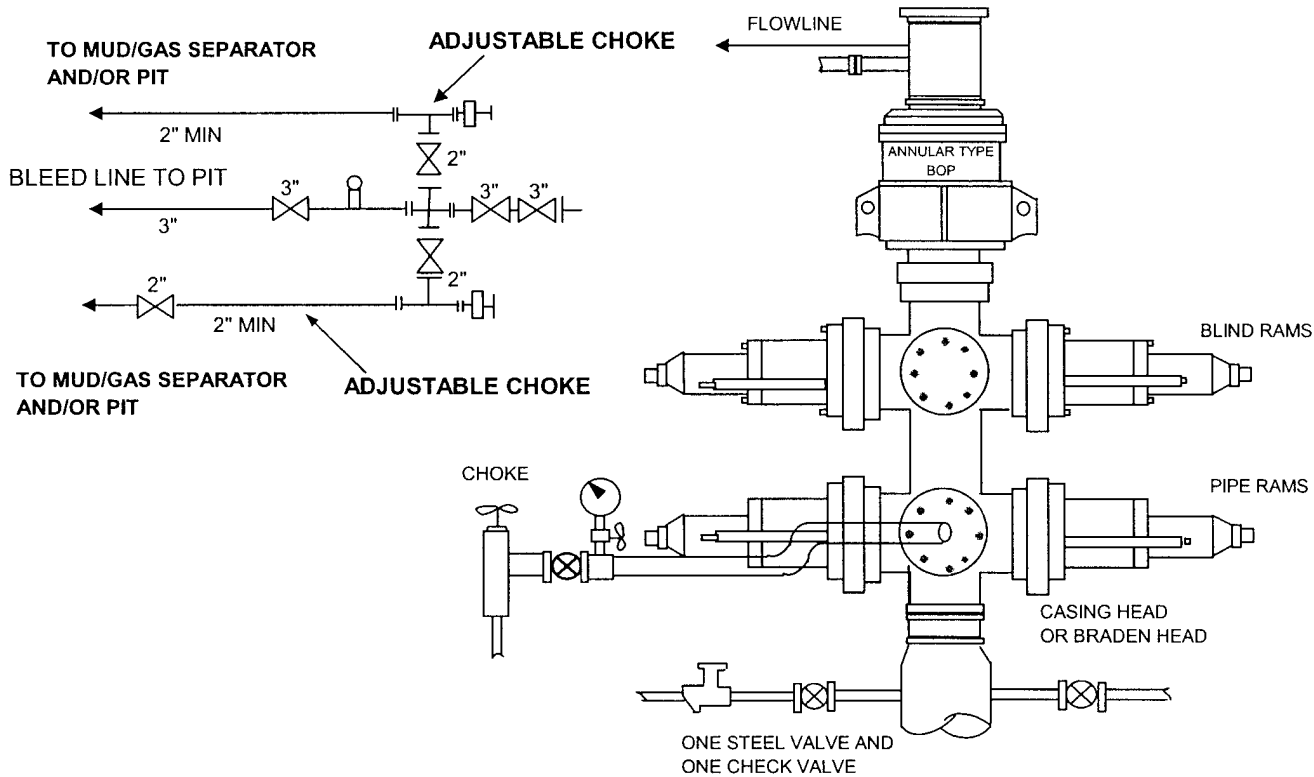 TO MUD/GAS SEPARATOR
AND/OR PIT
ADJUSTABLE CHOKE
2" MIN
2"
BLEED LINE TO PIT
3"
3"
3"
3"
2"
2"
2" MIN
TO MUD/GAS SEPARATOR
AND/OR PIT
ADJUSTABLE CHOKE
FLOWLINE
ANNULAR TYPE
BOP
BLIND RAMS
CHOKE
PIPE RAMS
CASING HEAD
OR BRADEN HEAD
ONE STEEL VALVE AND
ONE CHECK VALVE